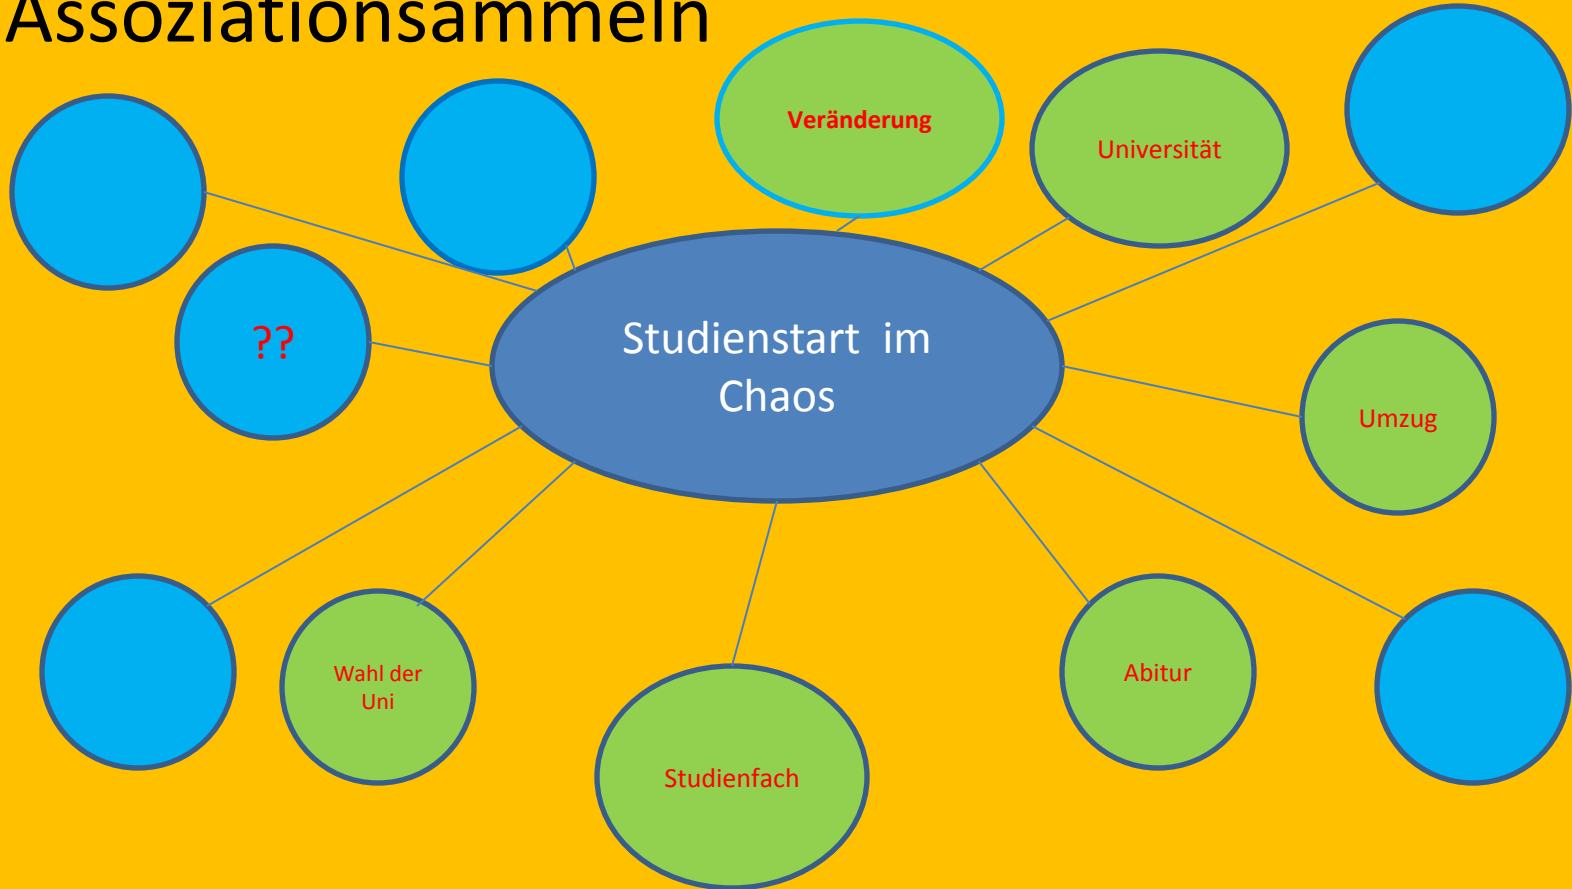 Assoziationsammeln
Veränderung
Universität
??
Studienstart im
Chaos
Umzug
Wahl der
Uni
Abitur
Studienfach